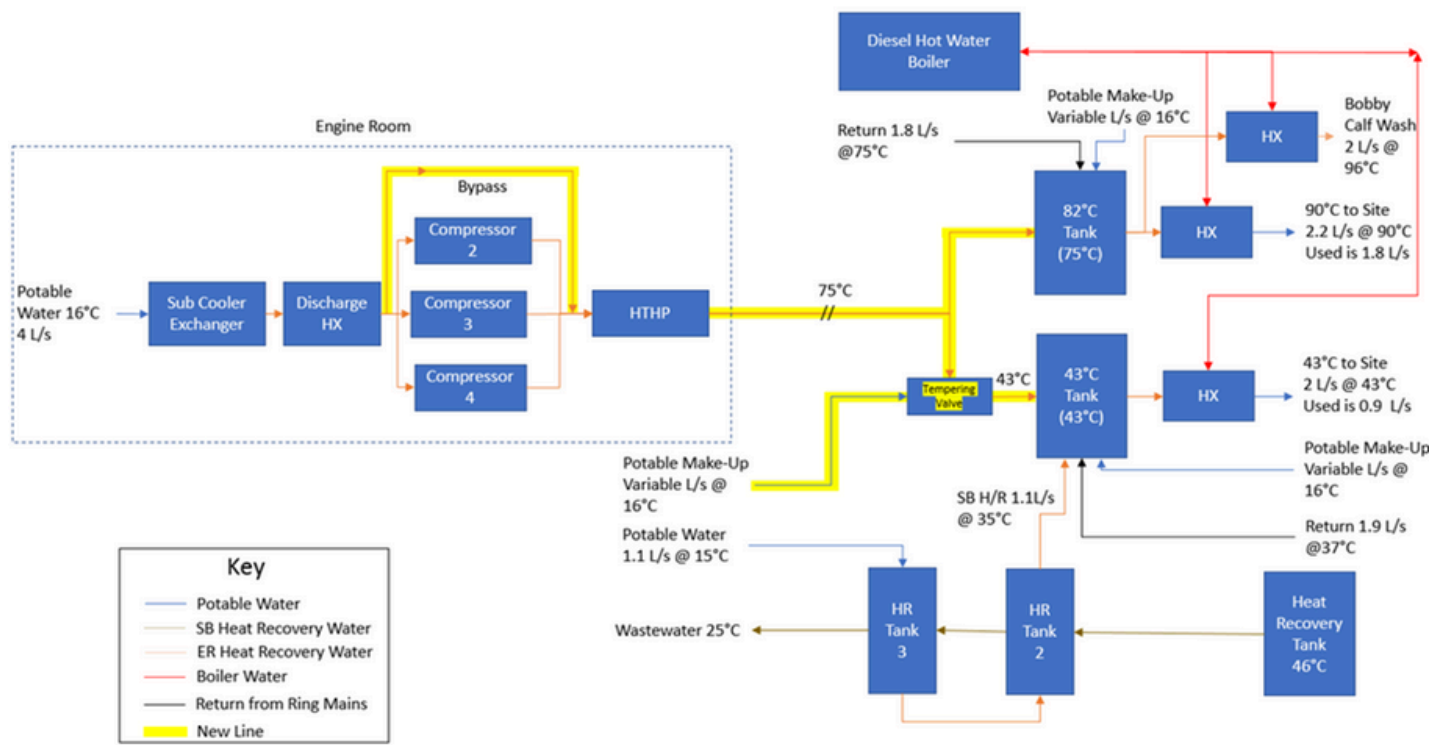 Diesel Hot Water
Boiler
Potable Make-Up
Variable L/s @ 16°C
Return 1.8 L/s
@75°C
HX
Bobby
Calf Wash
2 L/s @
96°C
Engine Room
Bypass
82°C
Tank
(75°C)
HX
90°C to Site
2.2 L/s @ 90°C
Used is 1.8 L/s
Compressor
2
Potable
Water 16°C
4 L/s
Sub Cooler
Exchanger
Discharge
HX
Compressor
3
HTHP
75°C
//
Compressor
4
Tempering
Valve
43°C
43°C
Tank
(43°C)
HX
43°C to Site
2 L/s @ 43°C
Used is 0.9 L/s
Potable Make-Up
Variable L/s @
16°C
SB H/R 1.1L/s
@ 35°C
Potable Make-Up
Variable L/s @
16°C
Return 1.9 L/s
@37°C
Potable Water
1.1 L/s @ 15°C
Wastewater 25°C
HR
Tank
3
HR
Tank
2
Heat
Recovery
Tank
46°C
Key
Potable Water
SB Heat Recovery Water
ER Heat Recovery Water
Boiler Water
Return from Ring Mains
New Line